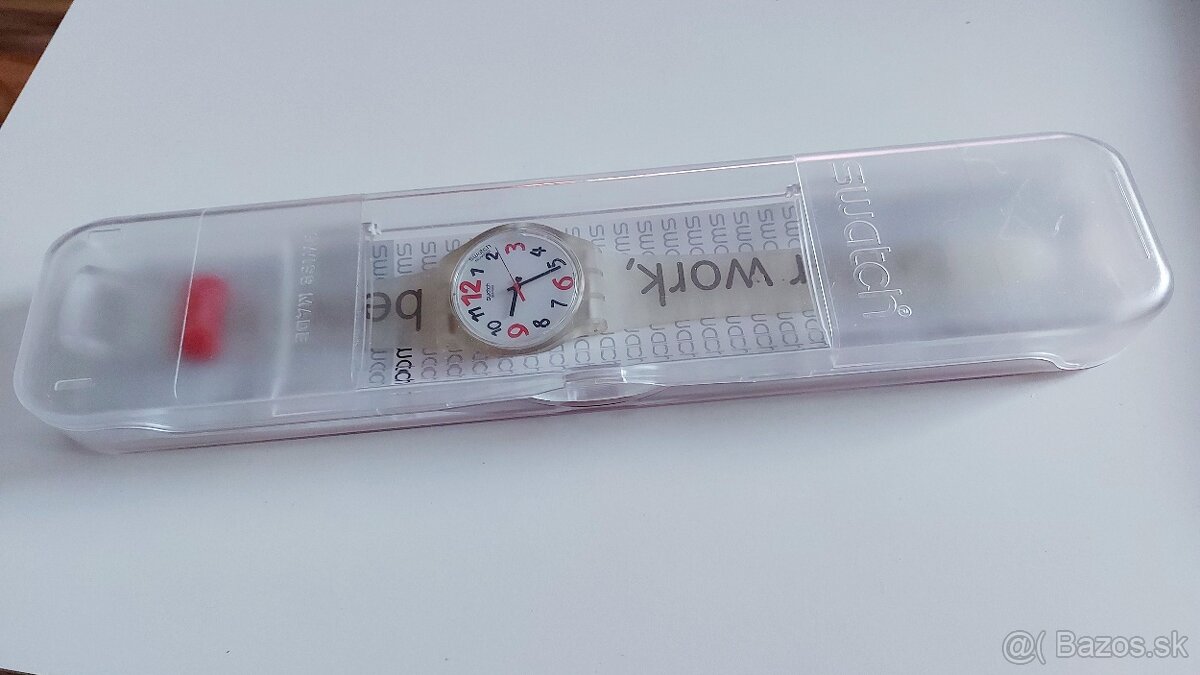 SWISS MADE
swatch
be
r work,
swatch
12
1
2
3
4
5
6
7
8
9
10
11
swatch®
@( Bazos.sk